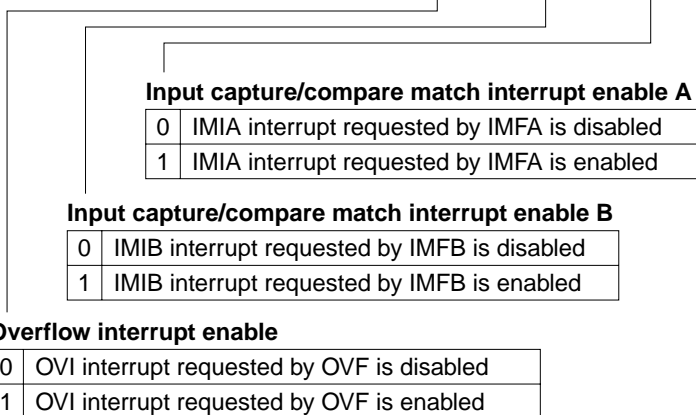 Input capture/compare match interrupt enable A
0 IMIA interrupt requested by IMFA is disabled
1 IMIA interrupt requested by IMFA is enabled
Input capture/compare match interrupt enable B
0 IMIB interrupt requested by IMFB is disabled
1 IMIB interrupt requested by IMFB is enabled
Overflow interrupt enable
0 OVI interrupt requested by OVF is disabled
1 OVI interrupt requested by OVF is enabled